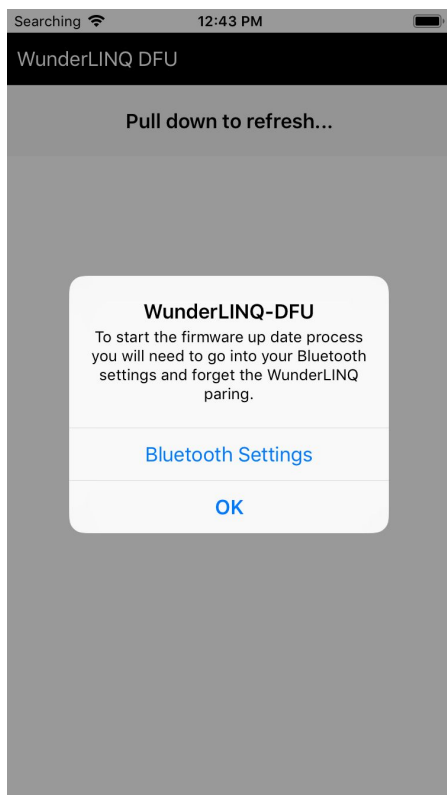 Searching 12:43 PM
WunderLINQ DFU
Pull down to refresh...
WunderLINQ-DFU
To start the firmware up date process
you will need to go into your Bluetooth
settings and forget the WunderLINQ
paring.
Bluetooth Settings
OK